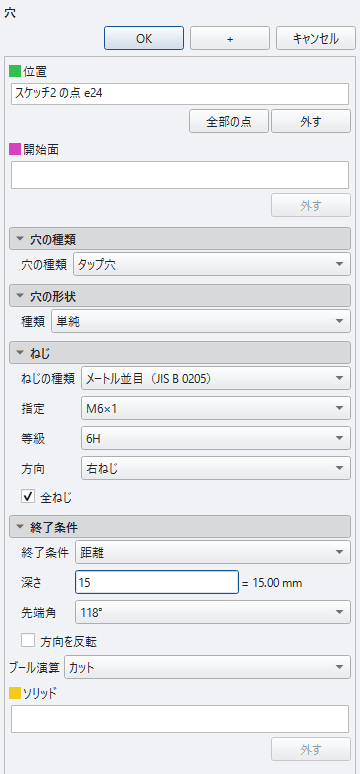 穴
OK + キャンセル
位置
スケッチ2 の点 e24
全部の点 外す
開始面
外す
穴の種類
穴の種類 タップ穴
穴の形状
種類 単純
ねじ
ねじの種類 メートル並目（JIS B 0205）
指定 M6×1
等級 6H
方向 右ねじ
全ねじ
終了条件
終了条件 距離
深さ 15 = 15.00 mm
先端角 118°
方向を反転
ブール演算 カット
ソリッド
外す